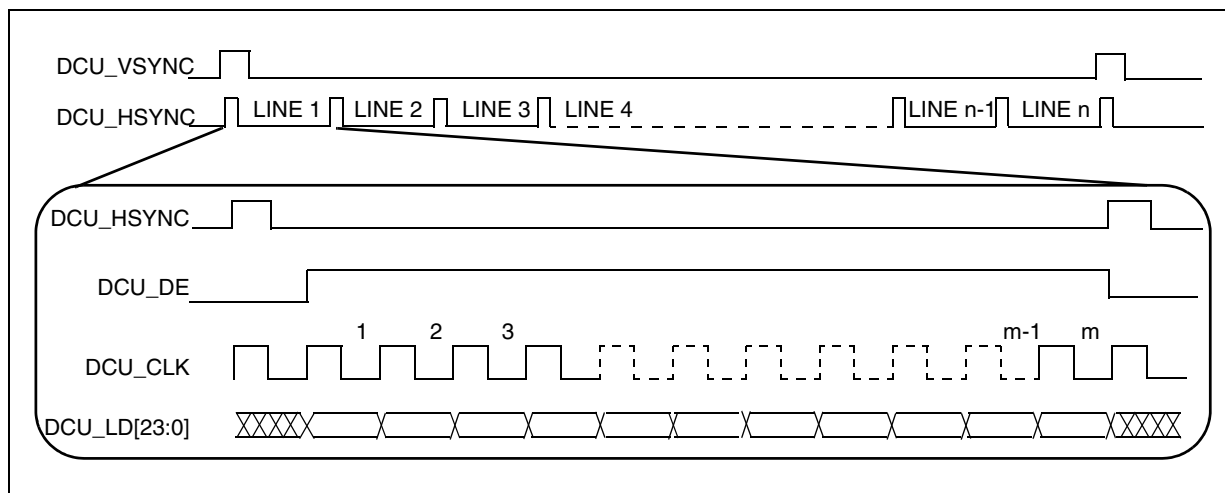 DCU_VSYNC
DCU_HSYNC LINE 1 LINE 2 LINE 3 LINE 4 LINE n-1 LINE n
DCU_HSYNC
DCU_DE
1 2 3 m-1 m
DCU_CLK
DCU_LD[23:0]